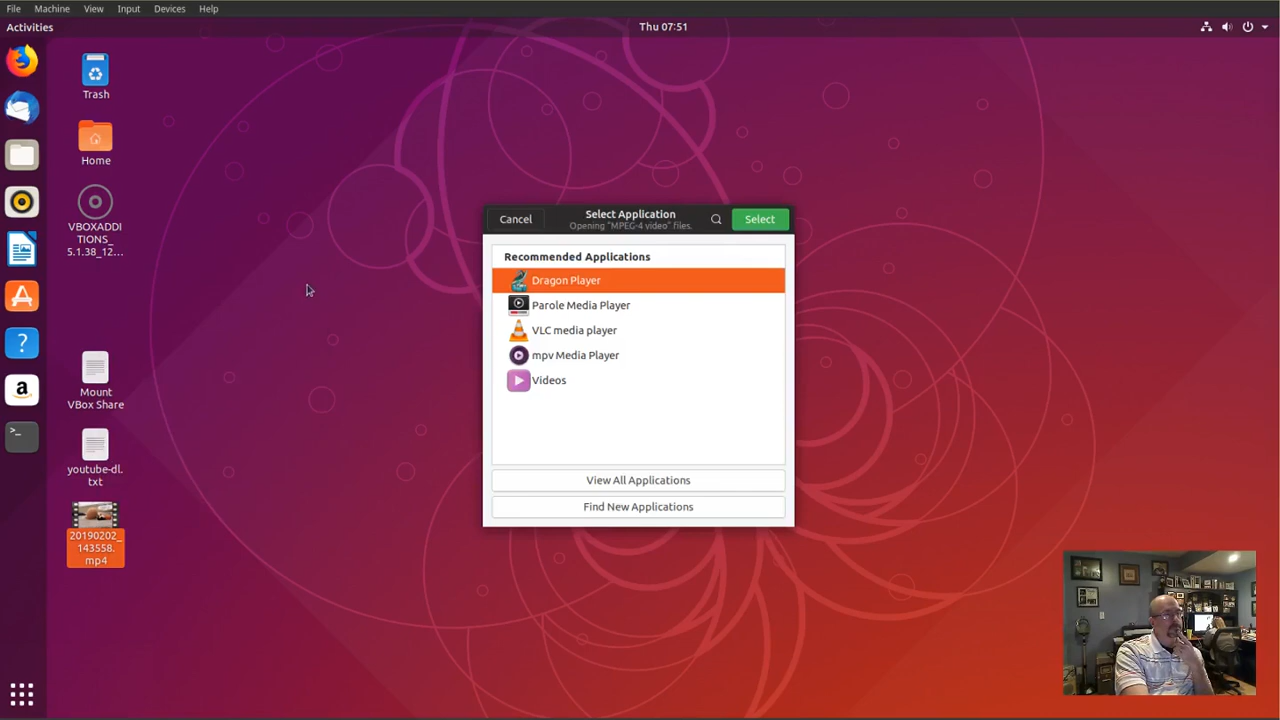 File Machine View Input Devices Help
Activities
Thu 07:51
Trash
Home
VBOXADDI
TIONS_
5.1.38_12...
Mount
VBox Share
youtube-dl.
txt
20190202_
143558.
mp4
Cancel
Select Application
Opening "MPEG-4 video" files.
Select
Recommended Applications
Dragon Player
Parole Media Player
VLC media player
mpv Media Player
Videos
View All Applications
Find New Applications